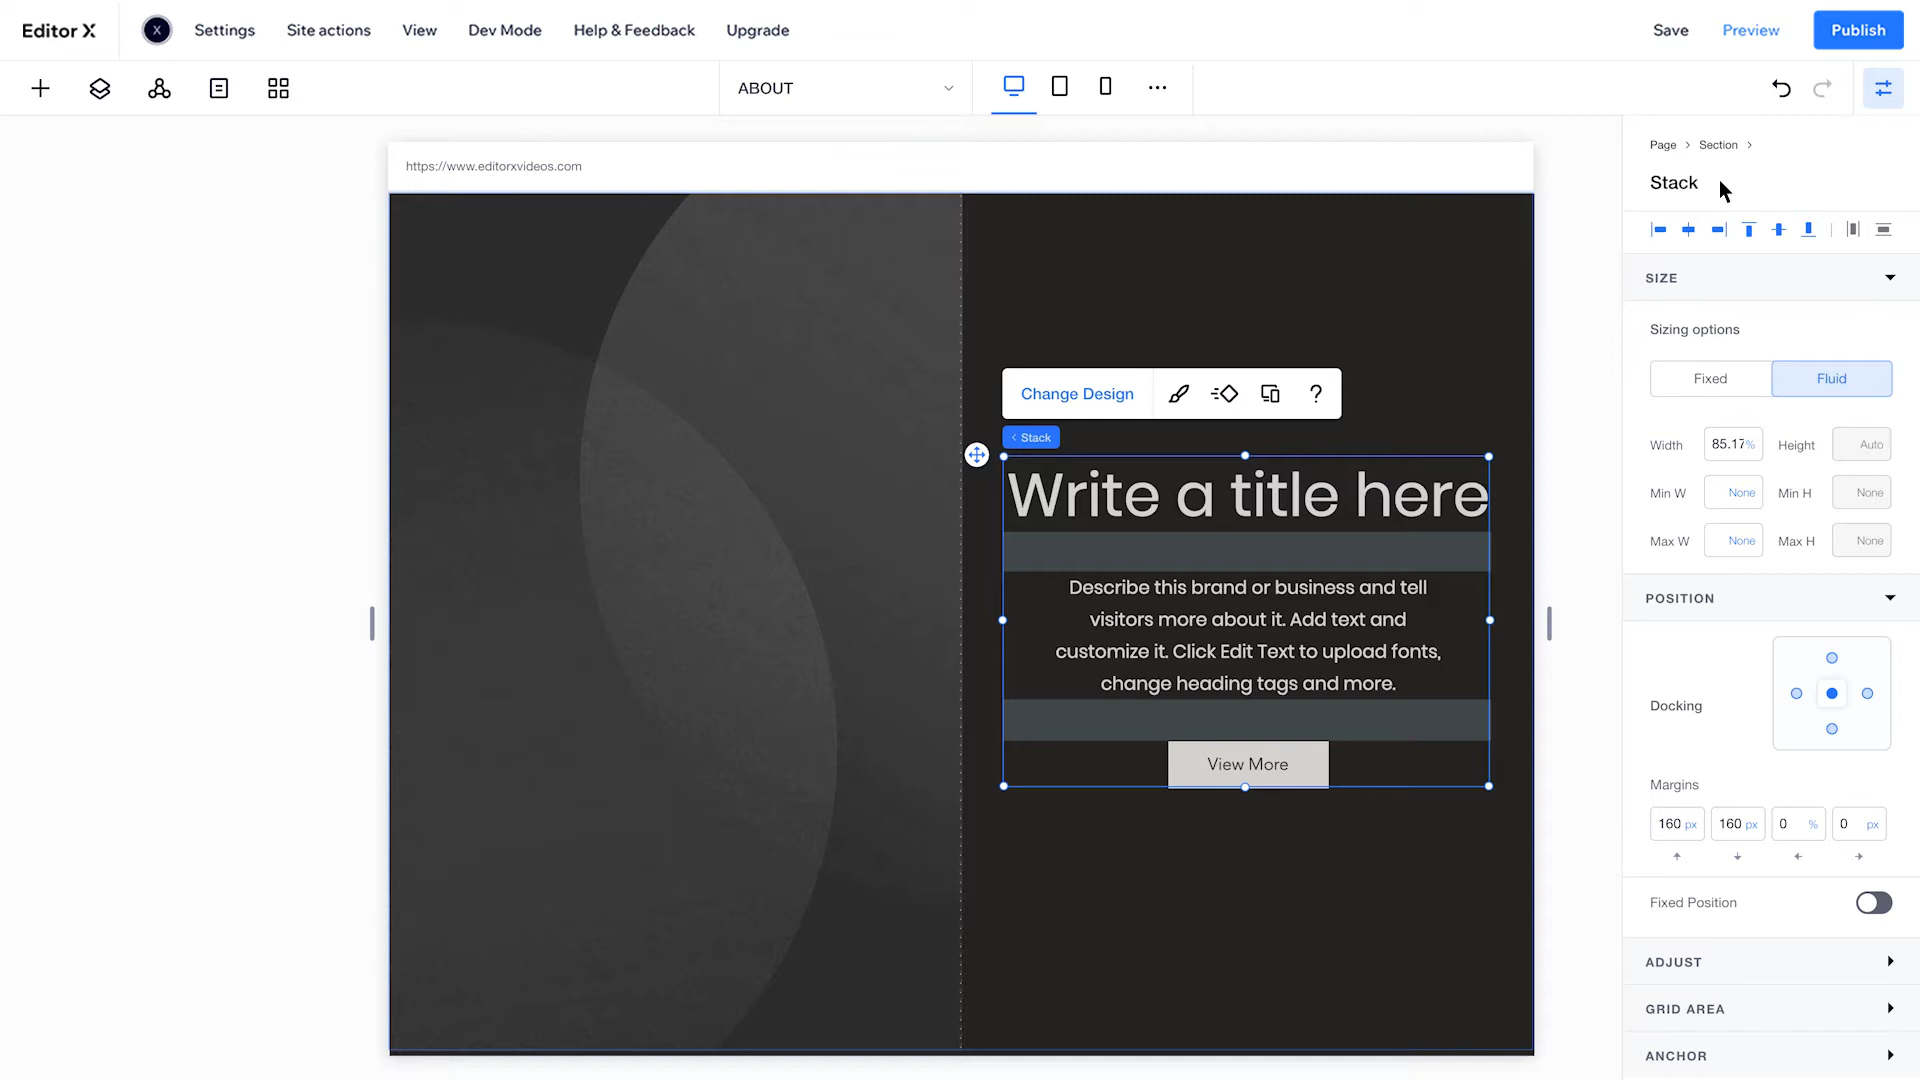 Editor X
X
Settings
Site actions
View
Dev Mode
Help & Feedback
Upgrade
Save
Preview
Publish
ABOUT
https://www.editorxvideos.com
Page > Section >
Stack
SIZE
Sizing options
Fixed
Fluid
Width
85.17%
Height
Auto
Min W
None
Min H
None
Max W
None
Max H
None
POSITION
Docking
Margins
160 px
160 px
0 %
0 px
Fixed Position
ADJUST
GRID AREA
ANCHOR
Change Design
?
< Stack
Write a title here
Describe this brand or business and tell
visitors more about it. Add text and
customize it. Click Edit Text to upload fonts,
change heading tags and more.
View More